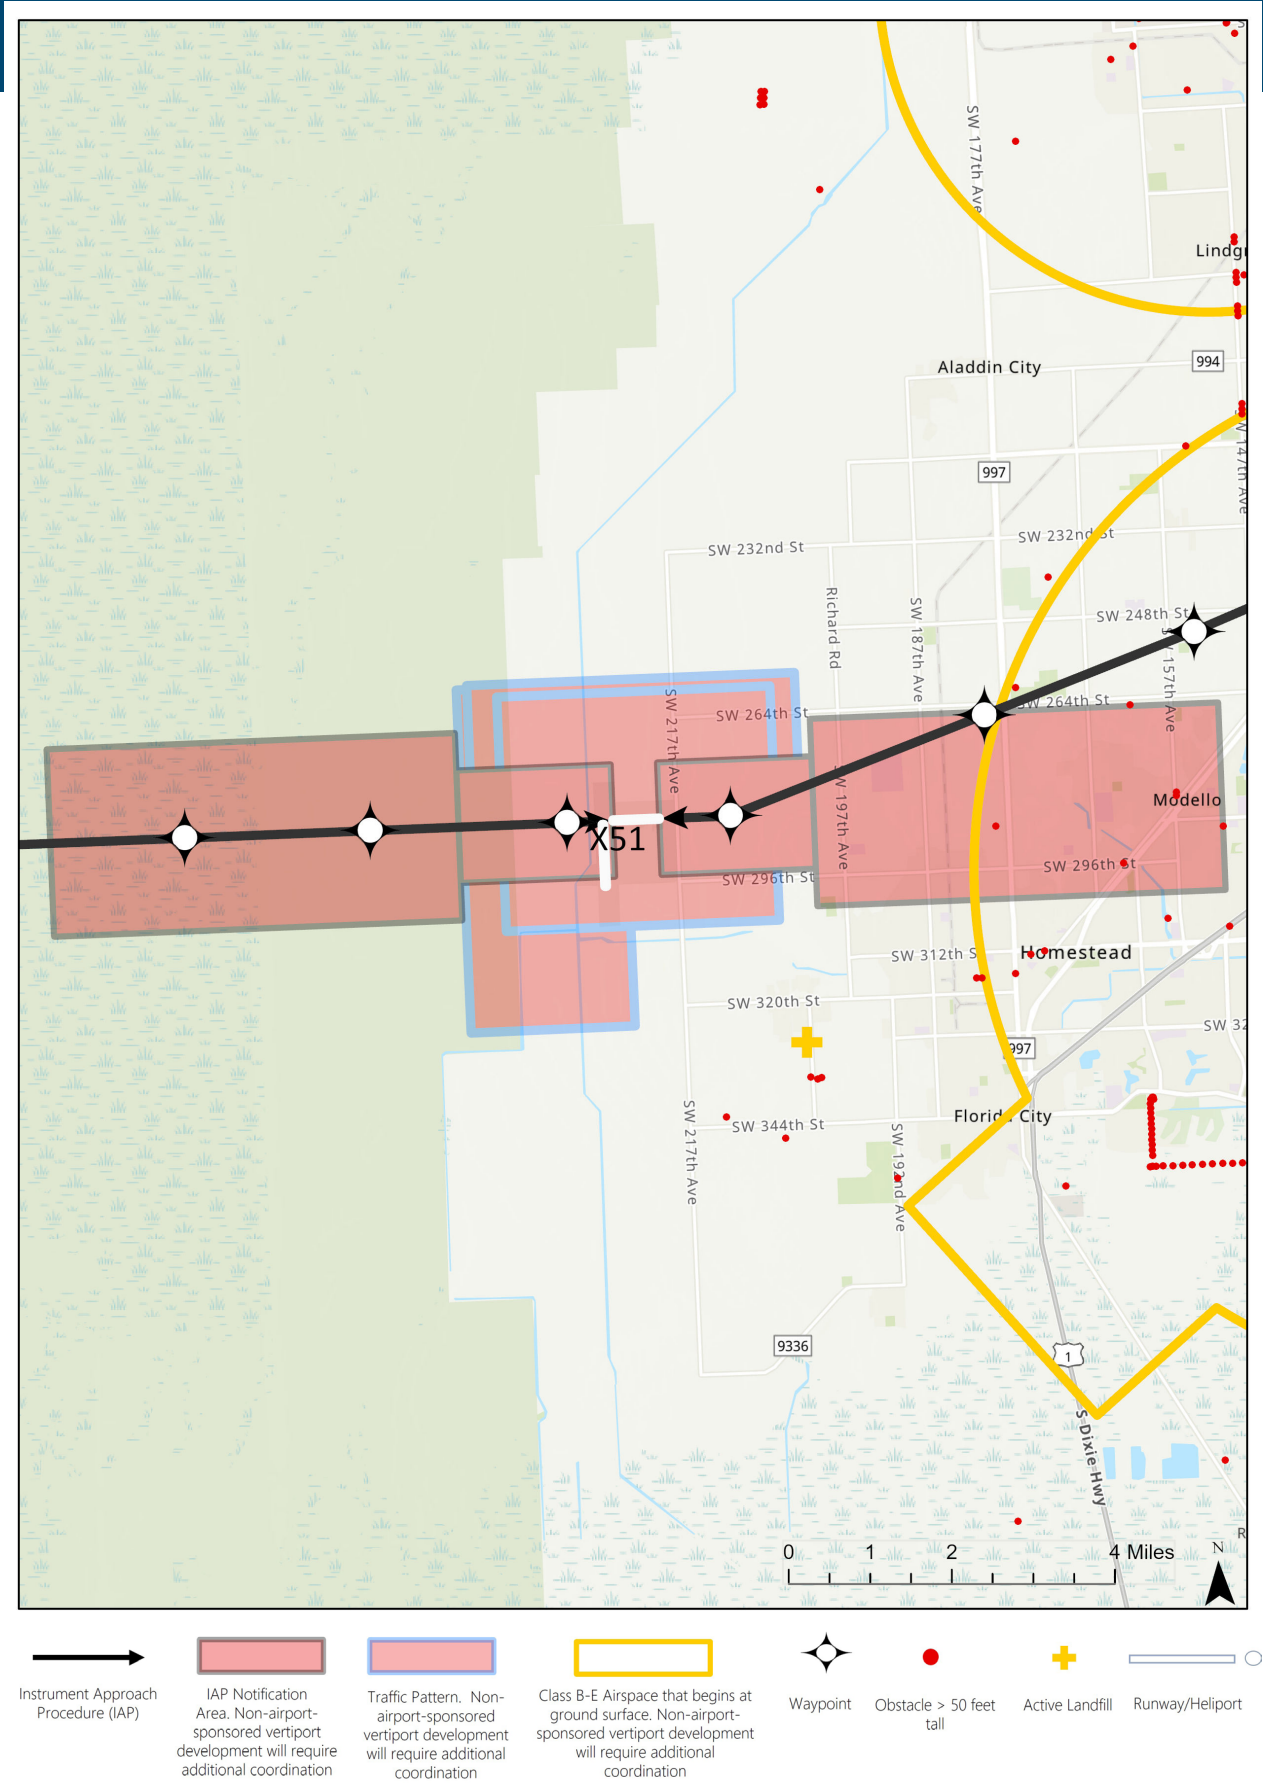 SW 177th Ave
Lindgr
Aladdin City
994
997
SW 147th Ave
SW 232nd St
SW 232nd St
Richard Rd
SW 187th Ave
SW 248th St
SW 157th Ave
SW 217th Ave
SW 264th St
SW 264th St
SW 197th Ave
Modello
X51
SW 296th St
SW 296th St
SW 312th S
Homestead
SW 320th St
SW 32
997
SW 217th Ave
SW 344th St
Florida City
SW 192nd Ave
9336
1
S Dixie Hwy
R
0 1 2 4 Miles
N
Instrument Approach
Procedure (IAP)
IAP Notification
Area. Non-airport-
sponsored vertiport
development will require
additional coordination
Traffic Pattern. Non-
airport-sponsored
vertiport development
will require additional
coordination
Class B-E Airspace that begins at
ground surface. Non-airport-
sponsored vertiport development
will require additional
coordination
Waypoint
Obstacle > 50 feet
tall
Active Landfill
Runway/Heliport